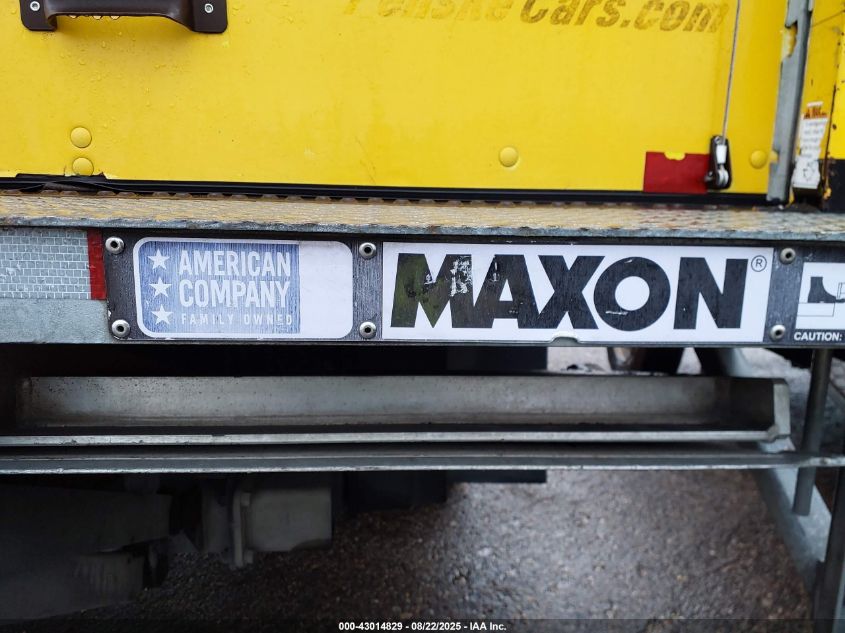 PenskeCars.com
AMERICAN
COMPANY
FAMILY OWNED
MAXON®
CAUTION:
000-43014829 - 08/22/2025 - IAA Inc.